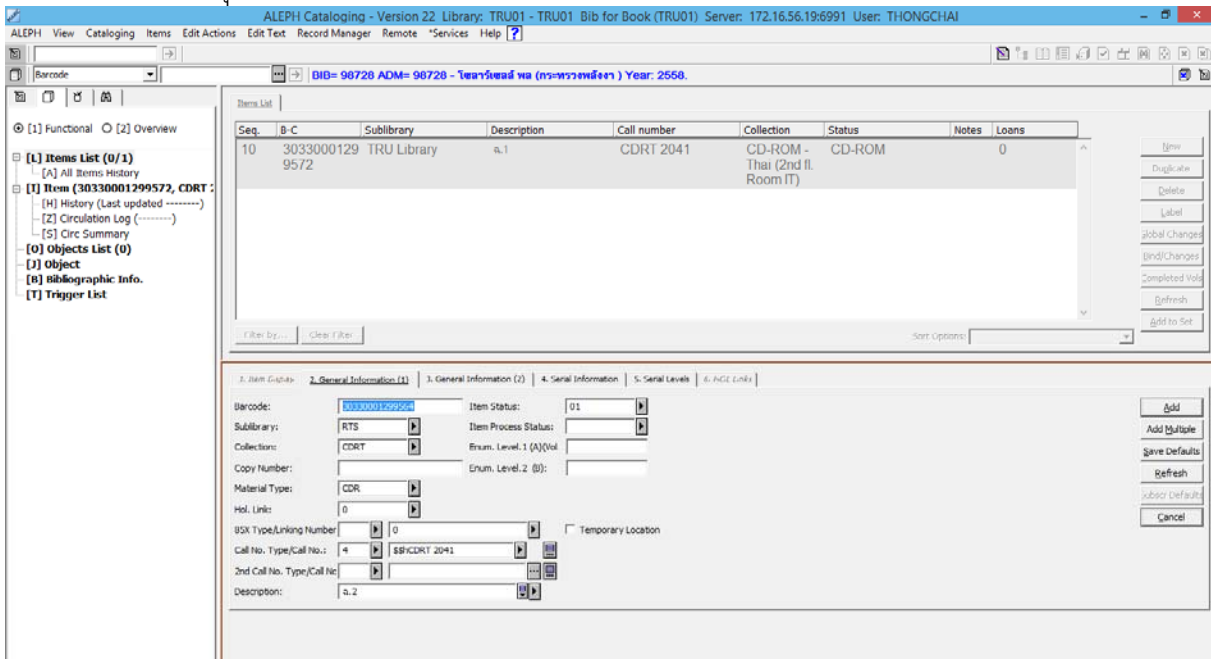 ALEPH Cataloging - Version 22 Library: TRU01 - TRU01 Bib for Book (TRU01) Server: 172.16.56.19:6991 User: THONGCHAI
ALEPH View Cataloging Items Edit Actions Edit Text Record Manager Remote *Services Help ?
Barcode BIB= 98728 ADM= 98728 - โซลาร์เซลล์ พล (กระทรวงพลังงา ) Year: 2558.
Items List
[1] Functional [2] Overview
Seq. B-C Sublibrary Description Call number Collection Status Notes Loans
10 3033000129 TRU Library ฉ.1 CDRT 2041 CD-ROM - CD-ROM 0
9572 Thai (2nd fl.
Room IT)
[L] Items List (0/1)
[A] All Items History
[I] Item (30330001299572, CDRT 2
[H] History (Last updated --------)
[Z] Circulation Log (--------)
[S] Circ Summary
[O] Objects List (0)
[J] Object
[B] Bibliographic Info.
[T] Trigger List
New
Duplicate
Delete
Label
Global Changes
Bind/Changes
Completed Vols
Refresh
Add to Set
Filter by... Clear Filter Sort Options:
1. Item Display 2. General Information (1) 3. General Information (2) 4. Serial Information 5. Serial Levels 6. HOL Links
Barcode: 30330001299564 Item Status: 01
Sublibrary: RTS Item Process Status:
Collection: CDRT Enum. Level.1 (A)(Vol
Copy Number: Enum. Level.2 (B):
Material Type: CDR
Hol. Link: 0
85X Type/Linking Number 0 Temporary Location
Call No. Type/Call No.: 4 $$hCDRT 2041
2nd Call No. Type/Call Nc
Description: ฉ.2
Add
Add Multiple
Save Defaults
Refresh
Subscr Defaults
Cancel